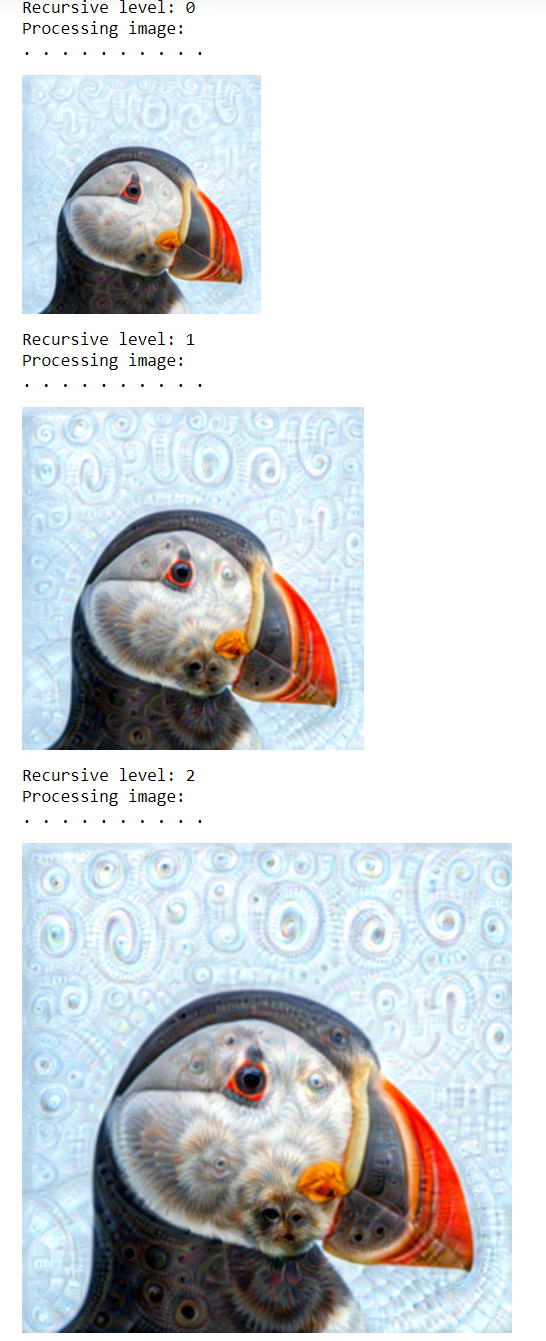 Recursive level: 0
Processing image:
. . . . . . . . . .
Recursive level: 1
Processing image:
. . . . . . . . . .
Recursive level: 2
Processing image:
. . . . . . . . . .